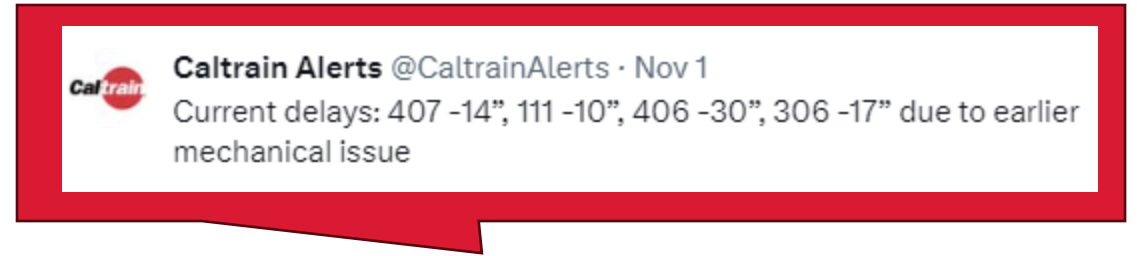 Caltrain
Caltrain Alerts @CaltrainAlerts · Nov 1
Current delays: 407 -14”, 111 -10”, 406 -30”, 306 -17” due to earlier
mechanical issue